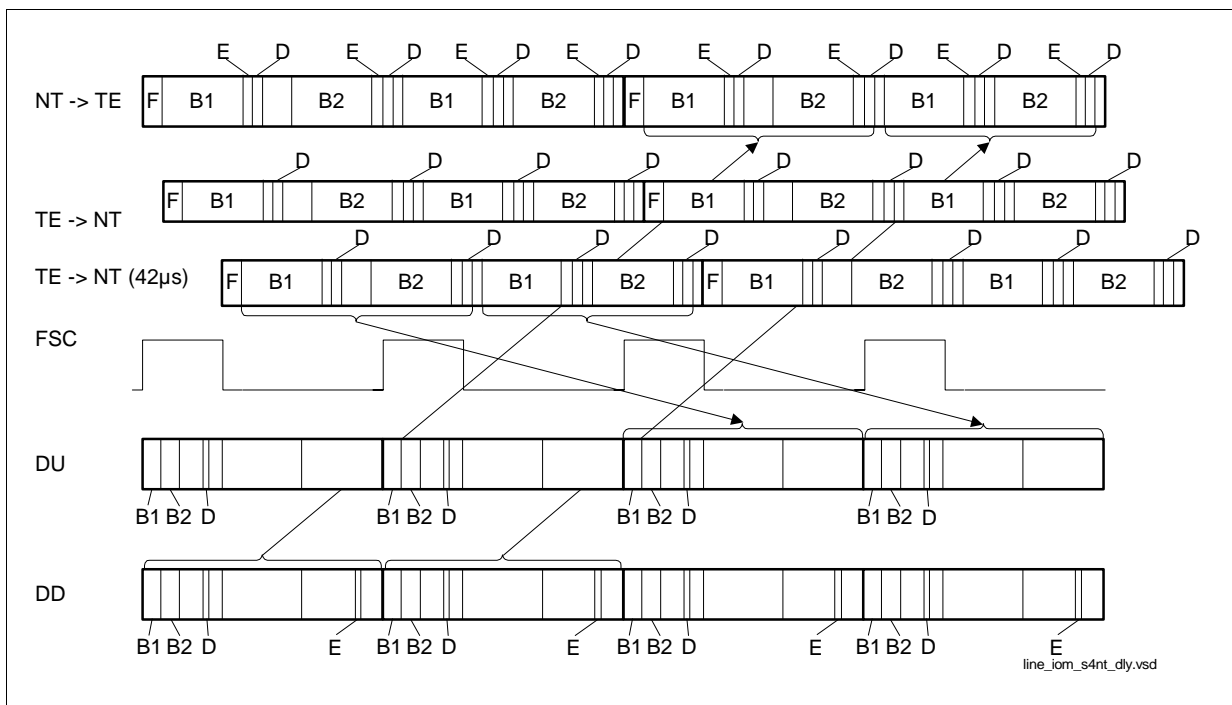 E D E D E D E D E D E D E D E D
NT -> TE F B1 B2 B1 B2 F B1 B2 B1 B2
D D D D D D D D
F B1 B2 B1 B2 F B1 B2 B1 B2
TE -> NT
D D D D D D D D
TE -> NT (42µs) F B1 B2 B1 B2 F B1 B2 B1 B2
FSC
DU
B1 B2 D B1 B2 D B1 B2 D B1 B2 D
DD
B1 B2 D E B1 B2 D E B1 B2 D E B1 B2 D E
line_iom_s4nt_dly.vsd